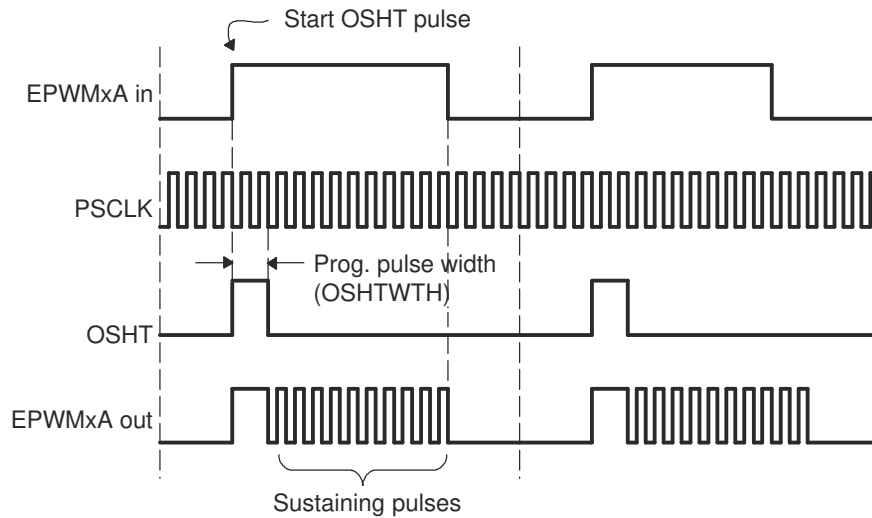 Start OSHT pulse
EPWMxA in
PSCLK
Prog. pulse width
(OSHTWTH)
OSHT
EPWMxA out
Sustaining pulses